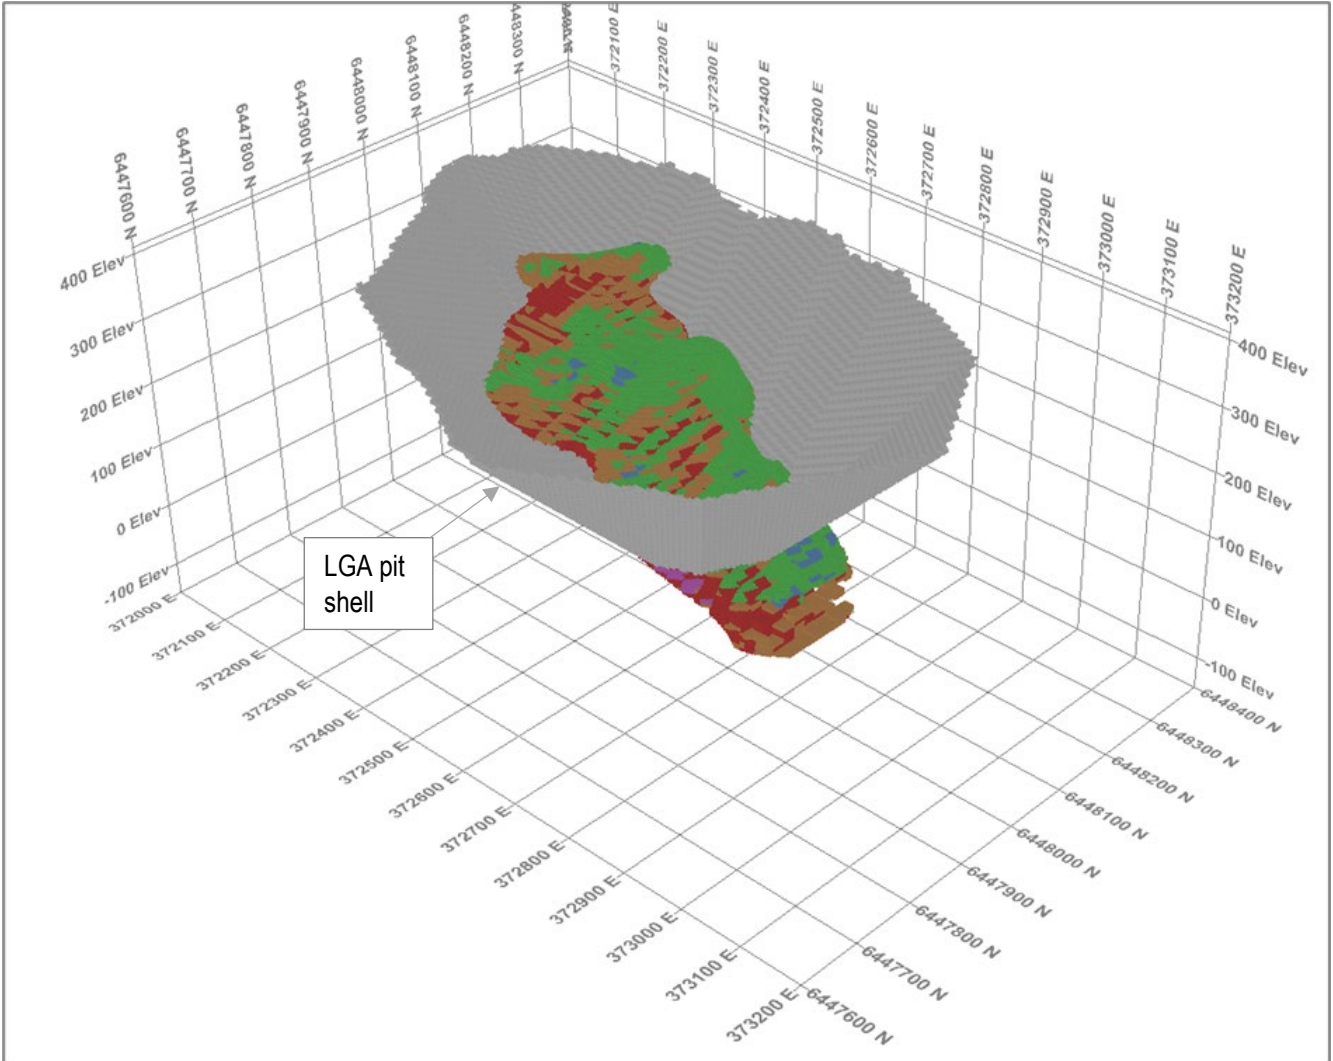 6447600 N
6447700 N
6447800 N
6447900 N
6448000 N
6448100 N
6448200 N
448300 N
372100 E
372200 E
372300 E
372400 E
372500 E
372600 E
372700 E
372800 E
372900 E
373000 E
373100 E
373200 E
400 Elev
300 Elev
200 Elev
100 Elev
0 Elev
-100 Elev
400 Elev
300 Elev
200 Elev
100 Elev
0 Elev
-100 Elev
LGA pit
shell
372000 E
372100 E
372200 E
372300 E
372400 E
372500 E
372600 E
372700 E
372800 E
372900 E
373000 E
373100 E
373200 E
6448400 N
6448300 N
6448200 N
6448100 N
6448000 N
6447900 N
6447800 N
6447700 N
6447600 N